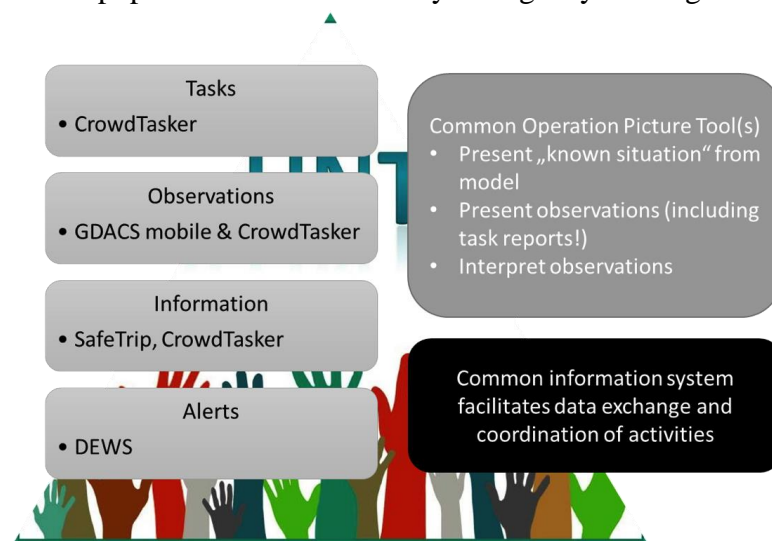 Tasks
• CrowdTasker
Observations
• GDACS mobile & CrowdTasker
Information
• SafeTrip, CrowdTasker
Alerts
• DEWS
Common Operation Picture Tool(s)
• Present „known situation“ from
model
• Present observations (including
task reports!)
• Interpret observations
Common information system
facilitates data exchange and
coordination of activities